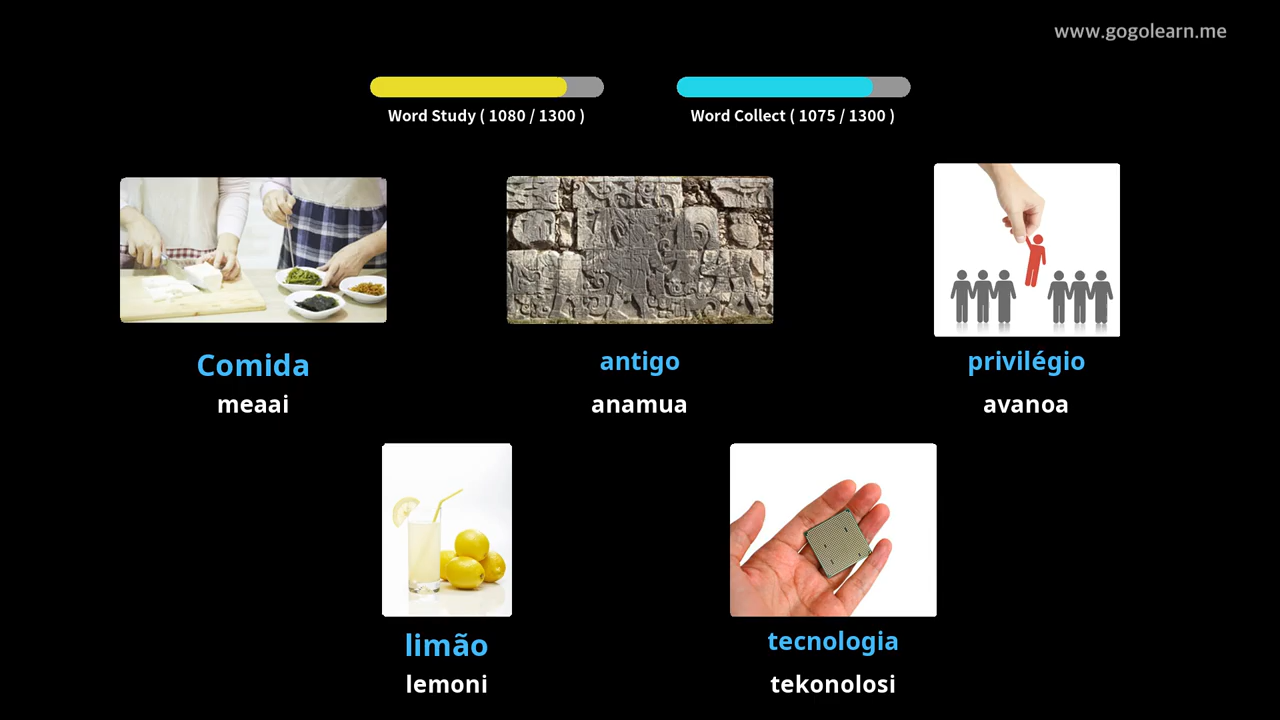 www.gogolearn.me
Word Study ( 1080 / 1300 )
Word Collect ( 1075 / 1300 )
Comida
meaai
antigo
anamua
privilégio
avanoa
limão
lemoni
tecnologia
tekonolosi